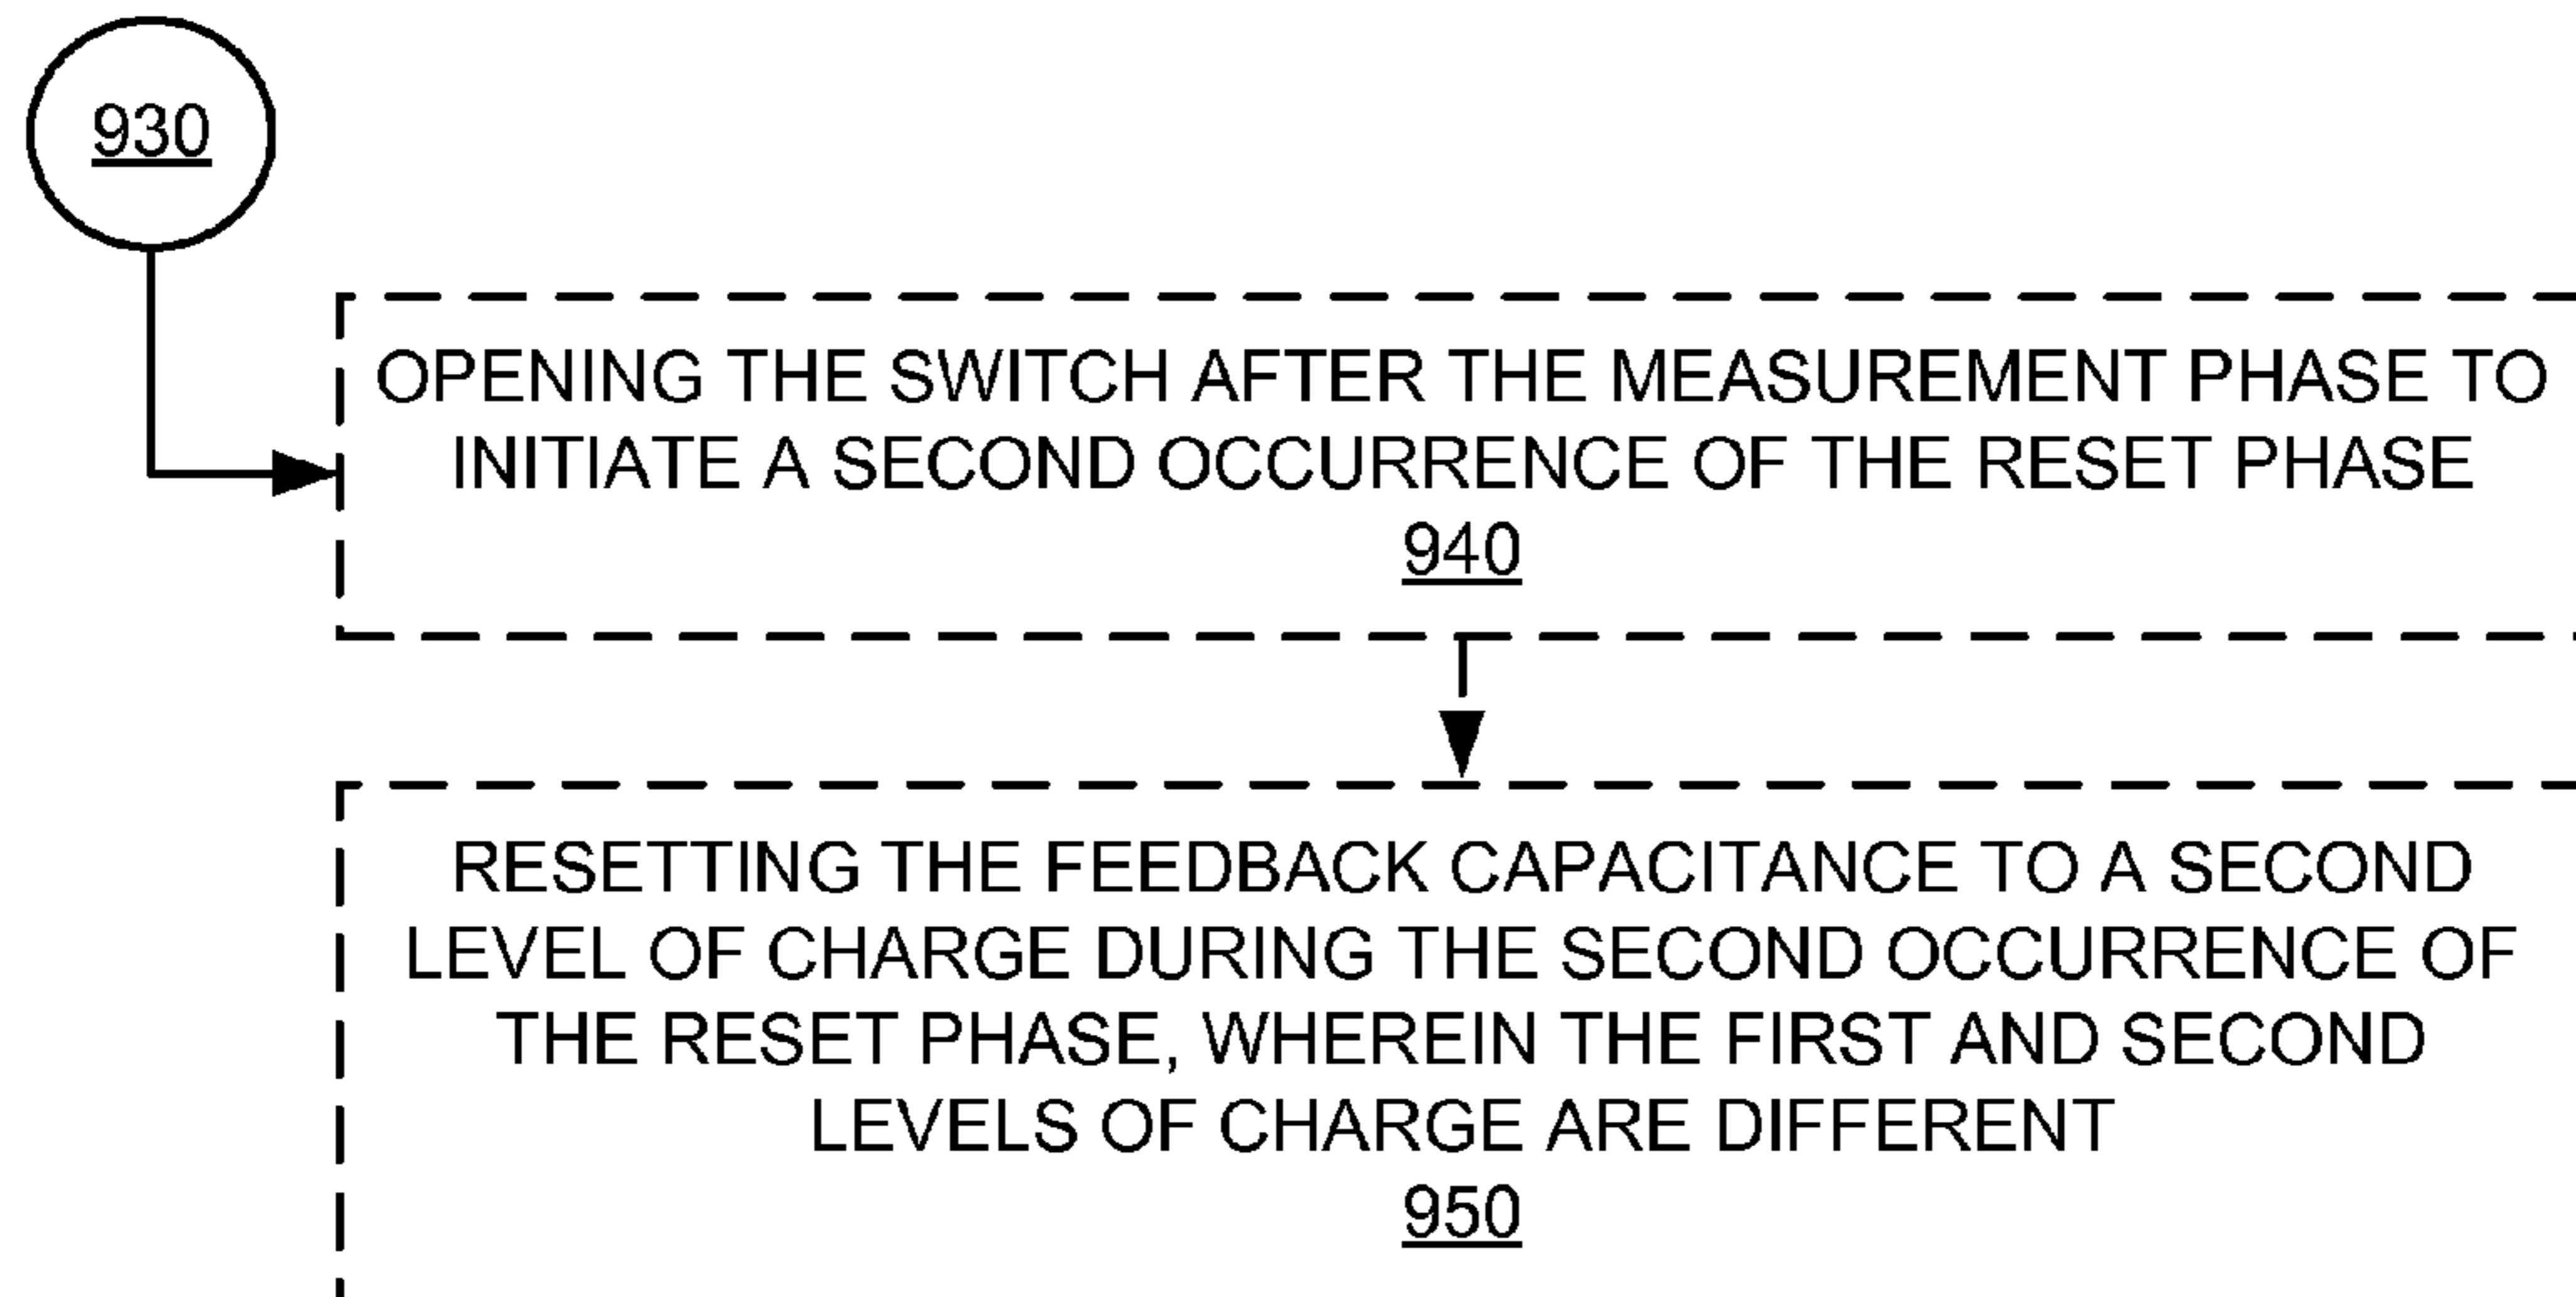 930
OPENING THE SWITCH AFTER THE MEASUREMENT PHASE TO
INITIATE A SECOND OCCURRENCE OF THE RESET PHASE
940
RESETTING THE FEEDBACK CAPACITANCE TO A SECOND
LEVEL OF CHARGE DURING THE SECOND OCCURRENCE OF
THE RESET PHASE, WHEREIN THE FIRST AND SECOND
LEVELS OF CHARGE ARE DIFFERENT
950